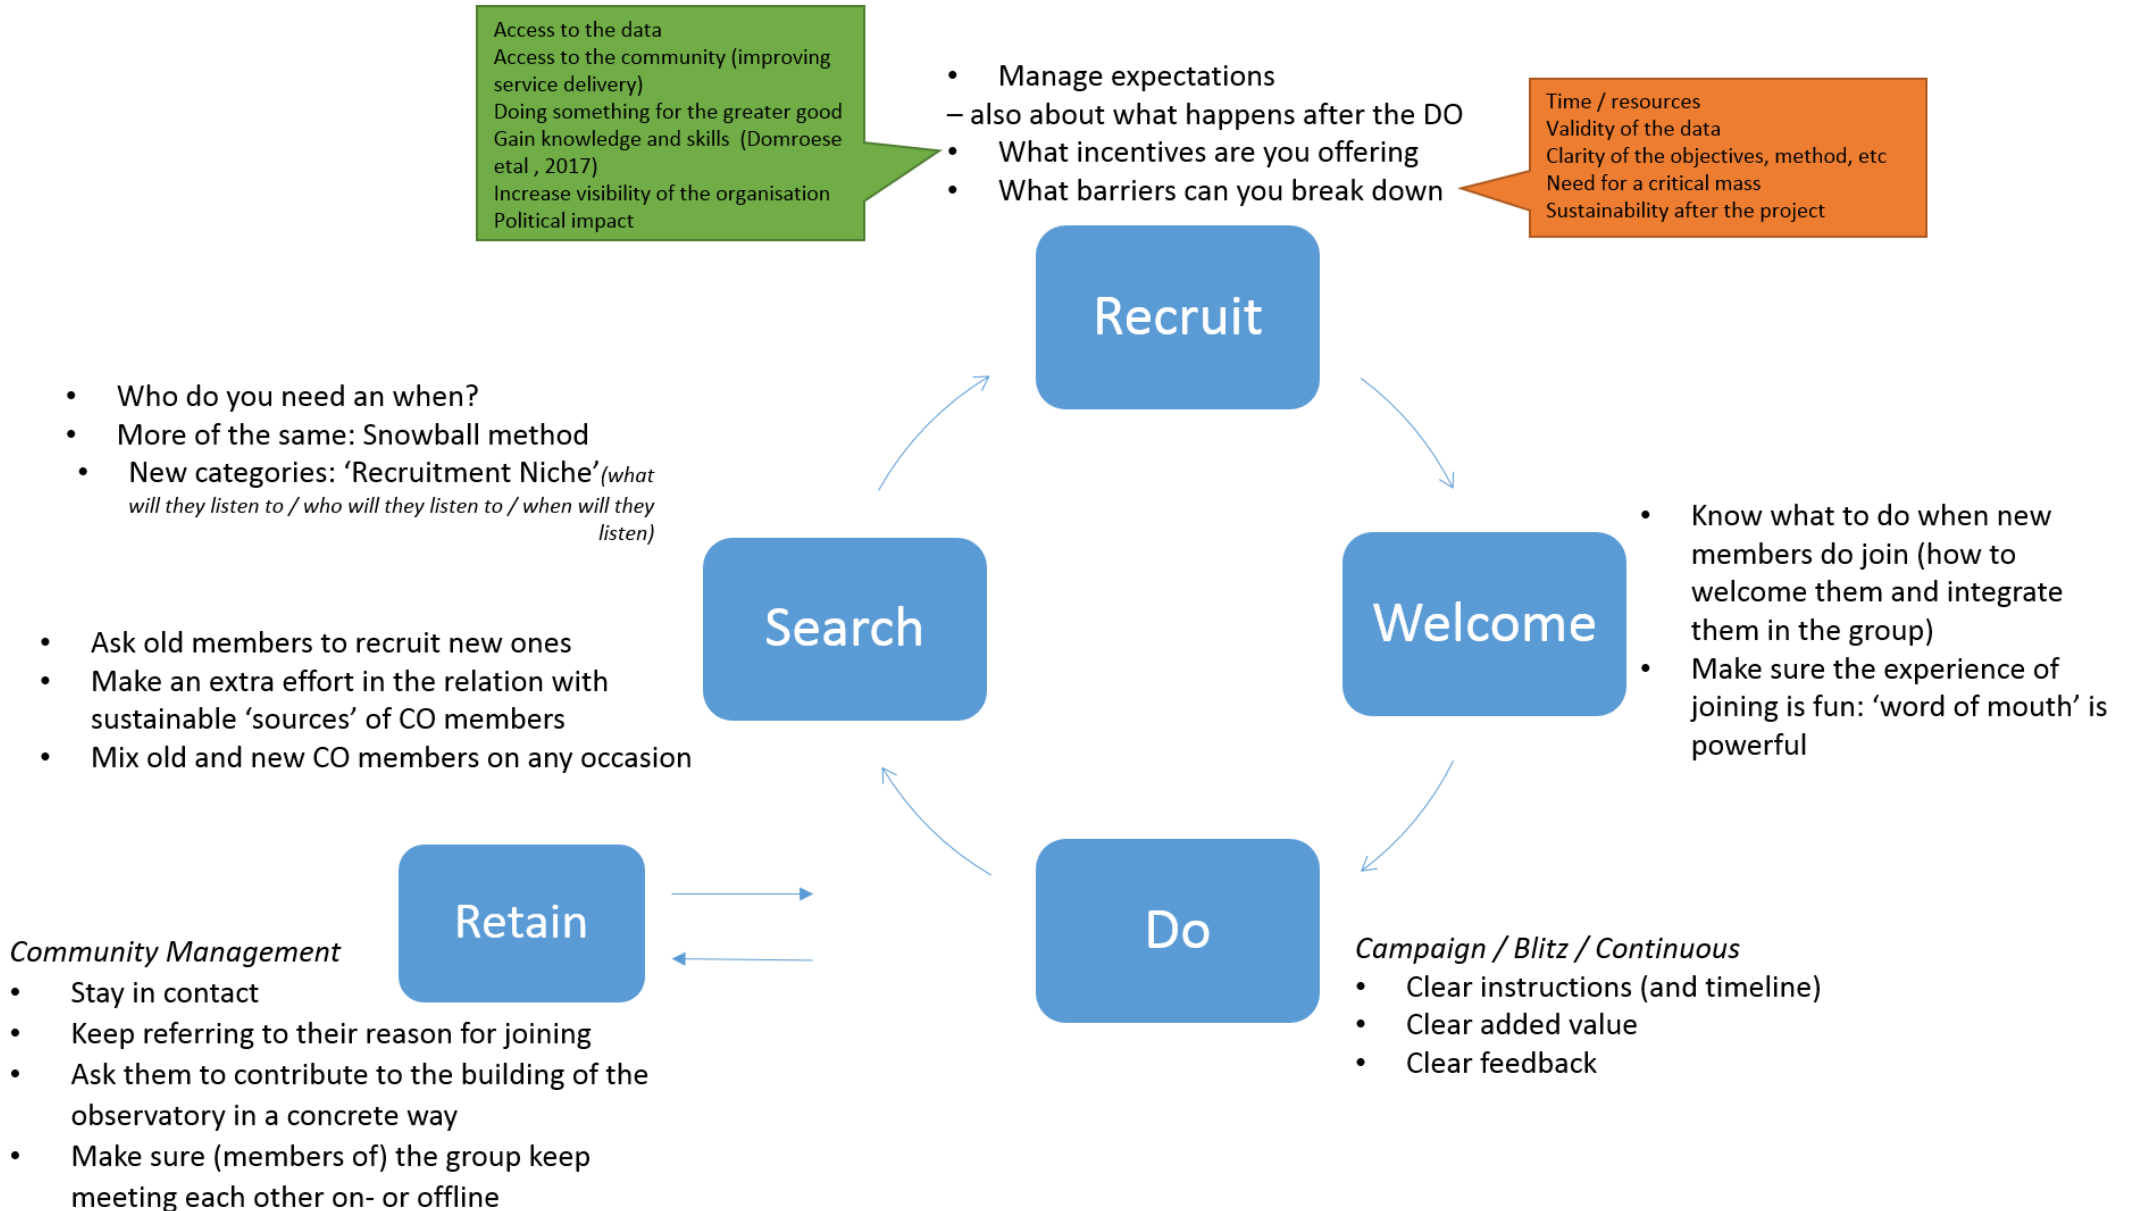 Access to the data
Access to the community (improving
service delivery)
Doing something for the greater good
Gain knowledge and skills  (Domroese
etal , 2017)
Increase visibility of the organisation
Political impact
• Manage expectations
– also about what happens after the DO
• What incentives are you offering
• What barriers can you break down
Time / resources
Validity of the data
Clarity of the objectives, method, etc
Need for a critical mass
Sustainability after the project
Recruit
• Who do you need an when?
• More of the same: Snowball method
• New categories: ‘Recruitment Niche’(what
will they listen to / who will they listen to / when will they
listen)
Search
• Ask old members to recruit new ones
• Make an extra effort in the relation with
sustainable ‘sources’ of CO members
• Mix old and new CO members on any occasion
Welcome
• Know what to do when new
members do join (how to
welcome them and integrate
them in the group)
• Make sure the experience of
joining is fun: ‘word of mouth’ is
powerful
Retain
Community Management
• Stay in contact
• Keep referring to their reason for joining
• Ask them to contribute to the building of the
observatory in a concrete way
• Make sure (members of) the group keep
meeting each other on- or offline
Do
Campaign / Blitz / Continuous
• Clear instructions (and timeline)
• Clear added value
• Clear feedback